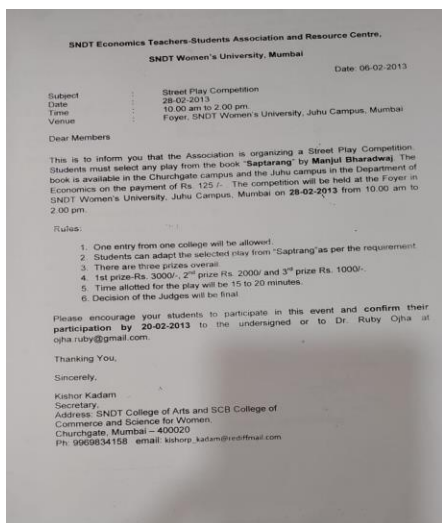 SNDT Economics Teachers-Students Association and Resource Centre,
SNDT Women's University, Mumbai
Date: 06-02-2013
Subject : Street Play Competition
Date : 28-02-2013
Time : 10.00 am to 2.00 pm.
Venue : Foyer, SNDT Women's University, Juhu Campus, Mumbai
Dear Members
This is to inform you that the Association is organizing a Street Play Competition.
Students must select any play from the book "Saptarang" by Manjul Bharadwaj. The
book is available in the Churchgate campus and the Juhu campus in the Department of
Economics on the payment of Rs. 125 /- . The competition will be held at the Foyer in
SNDT Women's University, Juhu Campus, Mumbai on 28-02-2013 from 10.00 am to
2.00 pm.
Rules:
1. One entry from one college will be allowed.
2. Students can adapt the selected play from "Saptrang"as per the requirement
3. There are three prizes overall.
4. 1st prize-Rs. 3000/-, 2nd prize Rs. 2000/ and 3rd prize Rs. 1000/-.
5. Time allotted for the play will be 15 to 20 minutes.
6. Decision of the Judges will be final.
Please encourage your students to participate in this event and confirm their
participation by 20-02-2013 to the undersigned or to Dr. Ruby Ojha at
ojha.ruby@gmail.com.
Thanking You,
Sincerely,
Kishor Kadam
Secretary,
Address: SNDT College of Arts and SCB College of
Commerce and Science for Women,
Churchgate, Mumbai – 400020
Ph: 9969834158 email: kishorp_kadam@rediffmail.com